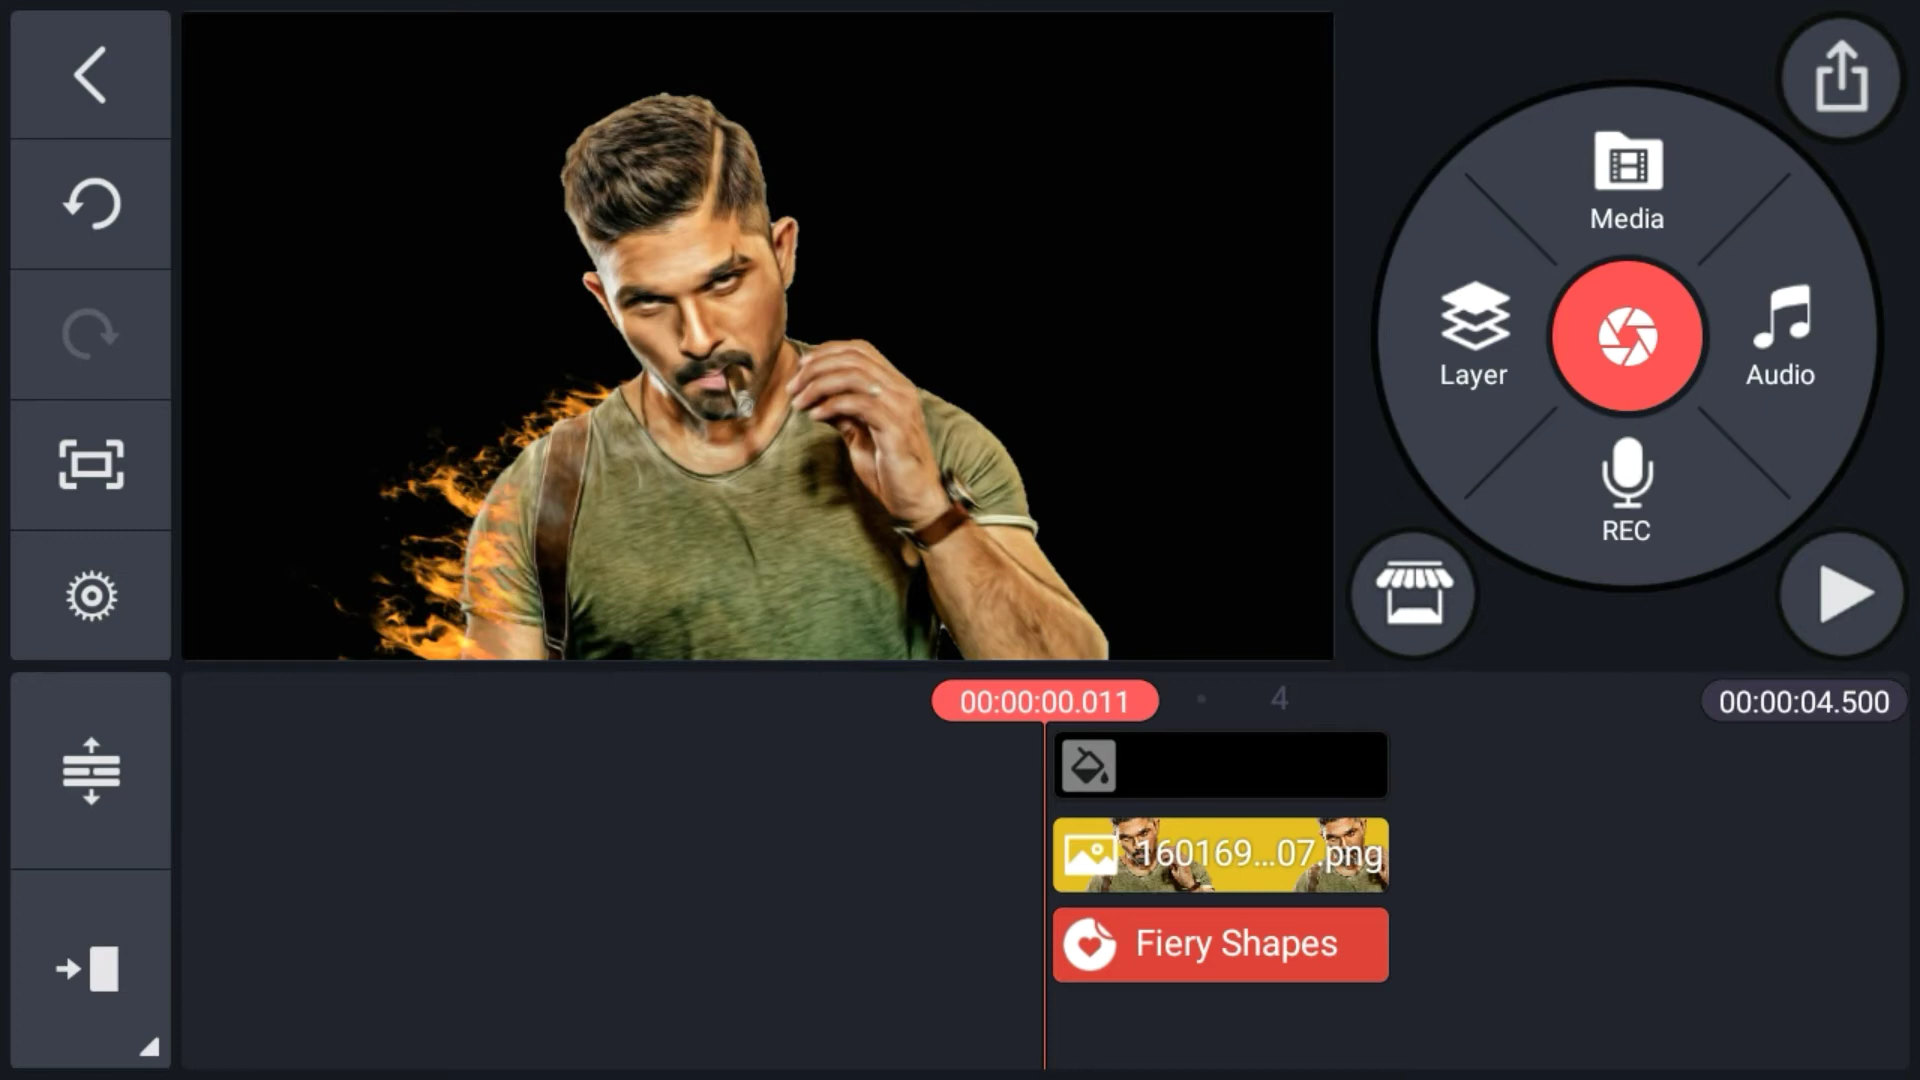 Media
Layer
Audio
REC
00:00:00.011
4
00:00:04.500
160169...07.png
Fiery Shapes